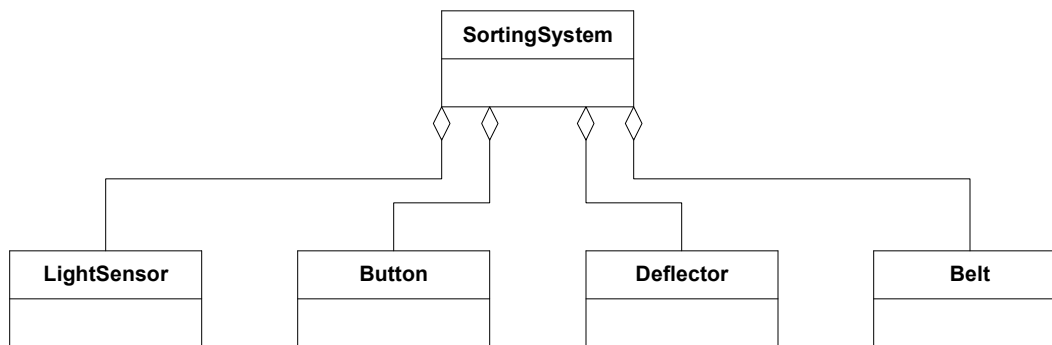 SortingSystem
LightSensor
Button
Deflector
Belt